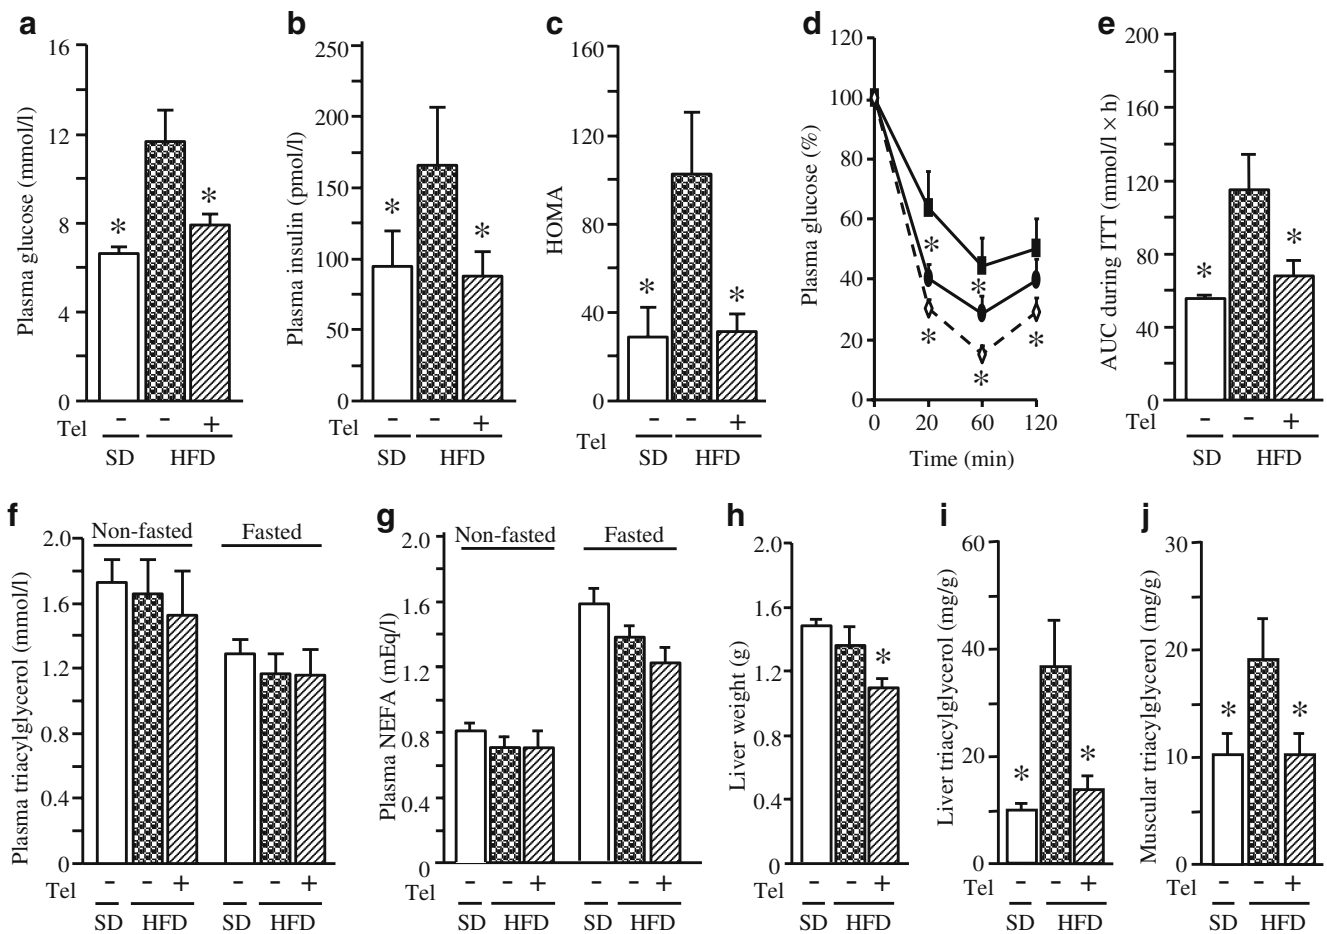 a
Plasma glucose (mmol/l)
16
12
8
4
0
* *
Tel - - +
SD HFD
b
Plasma insulin (pmol/l)
250
200
150
100
50
0
* *
Tel - - +
SD HFD
c
HOMA
160
120
80
40
0
* *
Tel - - +
SD HFD
d
Plasma glucose (%)
120
100
80
60
40
20
0
*
*
*
*
*
0 20 60 120
Time (min)
e
AUC during ITT (mmol/l × h)
200
160
120
80
40
0
* *
Tel - - +
SD HFD
f
Plasma triacylglycerol (mmol/l)
Non-fasted Fasted
2.0
1.6
1.2
0.8
0.4
0
Tel - - + - - +
SD HFD SD HFD
g
Plasma NEFA (mEq/l)
Non-fasted Fasted
2.0
1.6
1.2
0.8
0.4
0
Tel - - + - - +
SD HFD SD HFD
h
Liver weight (g)
2.0
1.6
1.2
0.8
0.4
0
*
Tel - - +
SD HFD
i
Liver triacylglycerol (mg/g)
60
40
20
0
* *
Tel - - +
SD HFD
j
Muscular triacylglycerol (mg/g)
30
20
10
0
* *
Tel - - +
SD HFD